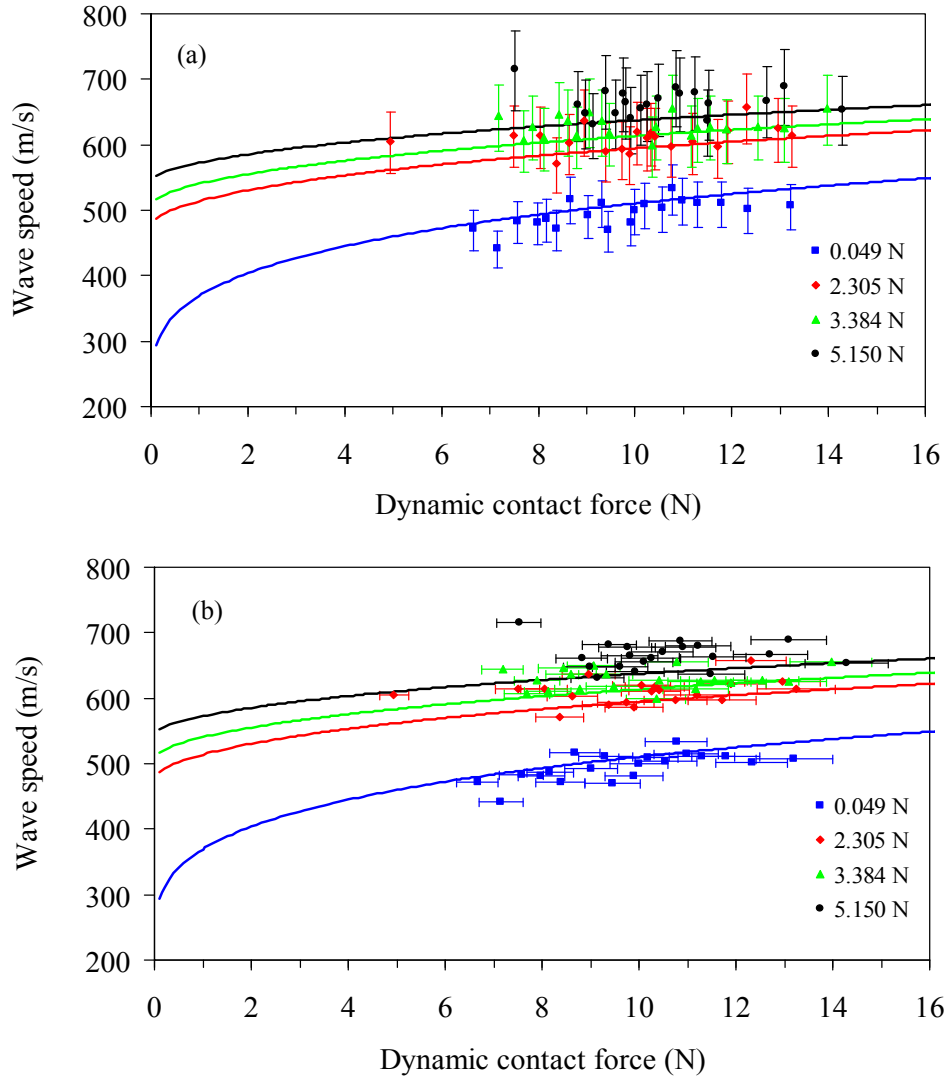 800
(a)
700
600
500
400
300
200
Wave speed (m/s)
0.049 N
2.305 N
3.384 N
5.150 N
0 2 4 6 8 10 12 14 16
Dynamic contact force (N)
800
(b)
700
600
500
400
300
200
Wave speed (m/s)
0.049 N
2.305 N
3.384 N
5.150 N
0 2 4 6 8 10 12 14 16
Dynamic contact force (N)